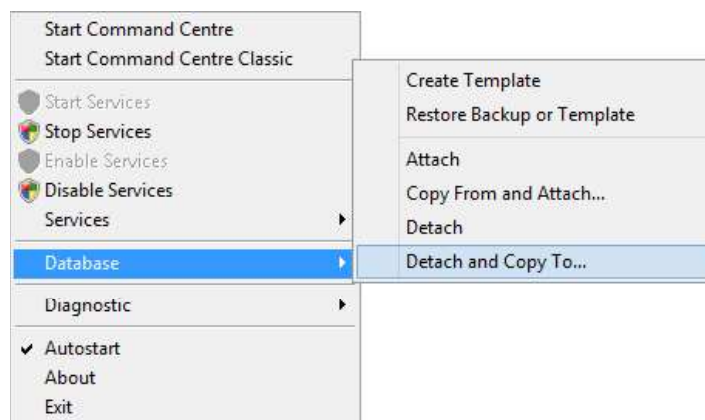 Start Command Centre
Start Command Centre Classic
Start Services
Stop Services
Enable Services
Disable Services
Services
Database
Diagnostic
Autostart
About
Exit
Create Template
Restore Backup or Template
Attach
Copy From and Attach...
Detach
Detach and Copy To...